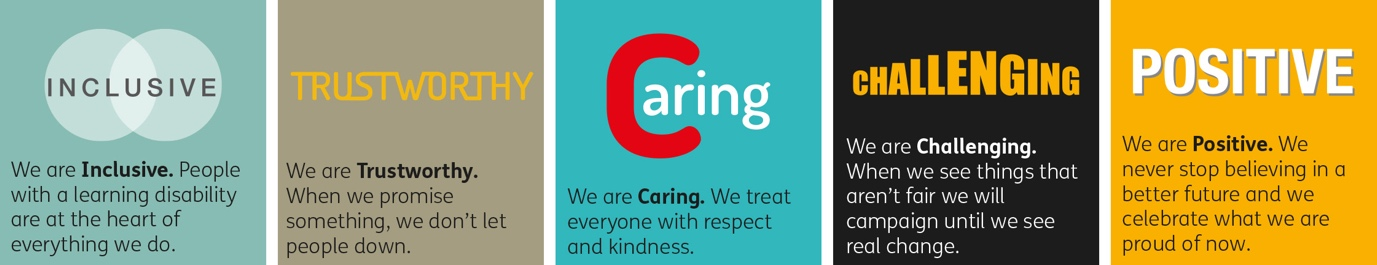 INCLUSIVE
We are Inclusive. People
with a learning disability
are at the heart of
everything we do.
TRUSTWORTHY
We are Trustworthy.
When we promise
something, we don’t let
people down.
Caring
We are Caring. We treat
everyone with respect
and kindness.
CHALLENGING
We are Challenging.
When we see things that
aren’t fair we will
campaign until we see
real change.
POSITIVE
We are Positive. We
never stop believing in a
better future and we
celebrate what we are
proud of now.